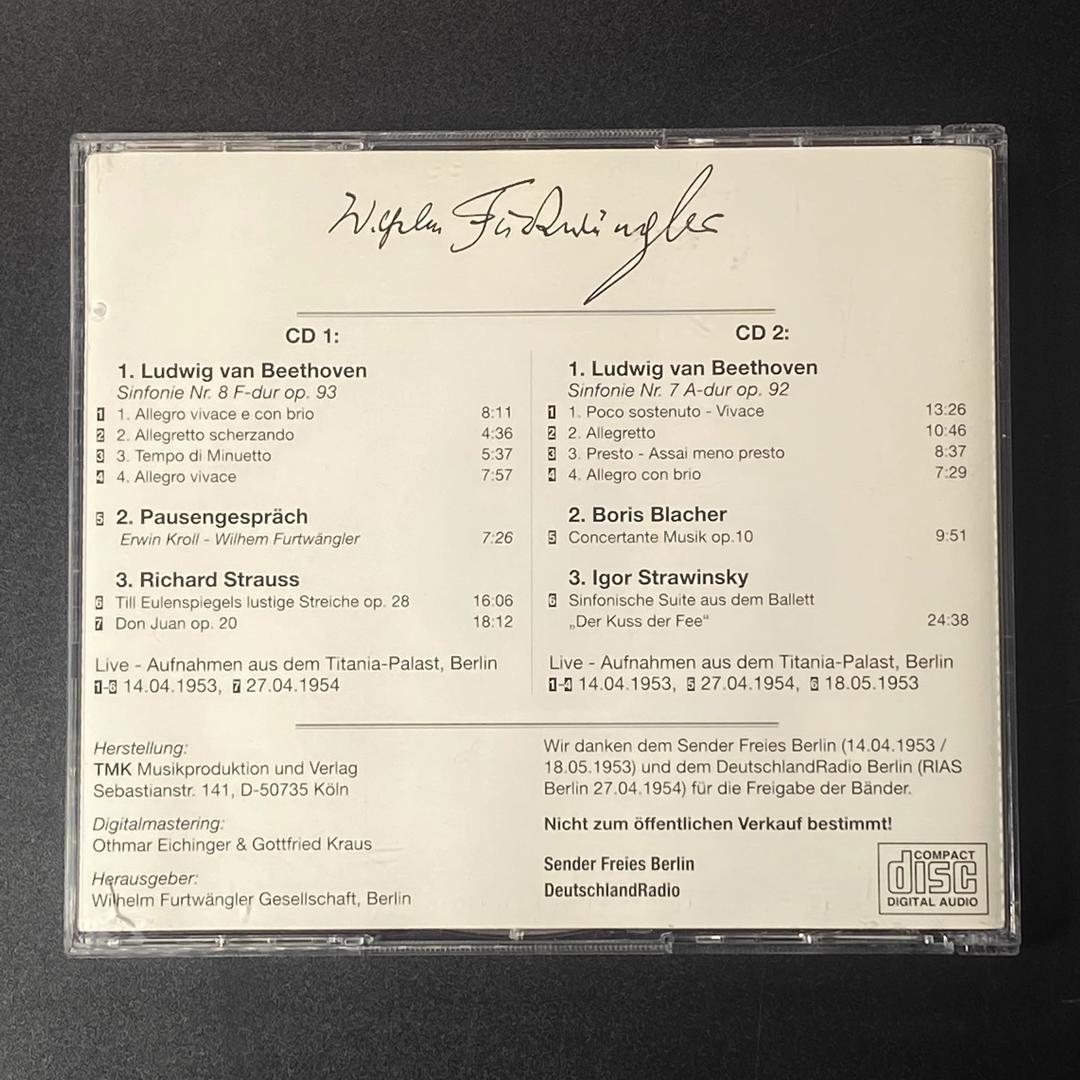 Wilhelm Furtwängler
CD 1:
1. Ludwig van Beethoven
Sinfonie Nr. 8 F-dur op. 93
1 1. Allegro vivace e con brio 8:11
2 2. Allegretto scherzando 4:36
3 3. Tempo di Minuetto 5:37
4 4. Allegro vivace 7:57
5 2. Pausengespräch
Erwin Kroll - Wilhem Furtwängler 7:26
3. Richard Strauss
6 Till Eulenspiegels lustige Streiche op. 28 16:06
7 Don Juan op. 20 18:12
Live - Aufnahmen aus dem Titania-Palast, Berlin
1-6 14.04.1953, 7 27.04.1954
CD 2:
1. Ludwig van Beethoven
Sinfonie Nr. 7 A-dur op. 92
1 1. Poco sostenuto - Vivace 13:26
2 2. Allegretto 10:46
3 3. Presto - Assai meno presto 8:37
4 4. Allegro con brio 7:29
2. Boris Blacher
5 Concertante Musik op.10 9:51
3. Igor Strawinsky
6 Sinfonische Suite aus dem Ballett
„Der Kuss der Fee“ 24:38
Live - Aufnahmen aus dem Titania-Palast, Berlin
1-4 14.04.1953, 5 27.04.1954, 6 18.05.1953
Herstellung:
TMK Musikproduktion und Verlag
Sebastianstr. 141, D-50735 Köln
Digitalmastering:
Othmar Eichinger & Gottfried Kraus
Herausgeber:
Wilhelm Furtwängler Gesellschaft, Berlin
Wir danken dem Sender Freies Berlin (14.04.1953 /
18.05.1953) und dem DeutschlandRadio Berlin (RIAS
Berlin 27.04.1954) für die Freigabe der Bänder.
Nicht zum öffentlichen Verkauf bestimmt!
Sender Freies Berlin
DeutschlandRadio
COMPACT
disc
DIGITAL AUDIO